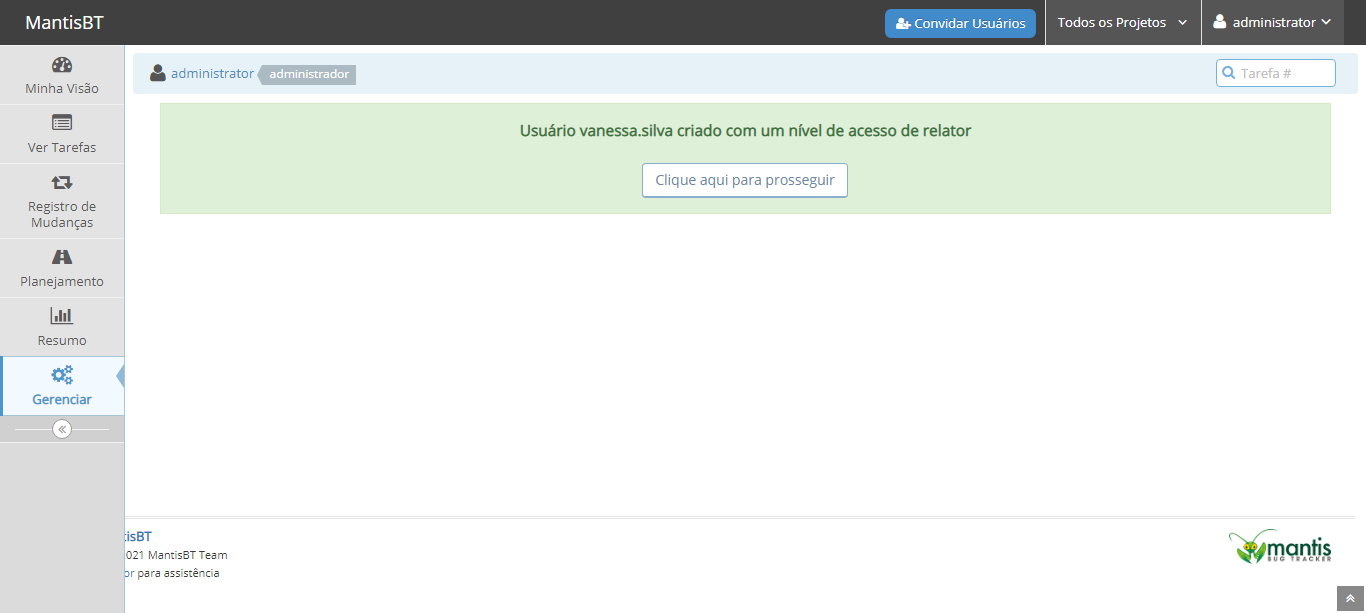 MantisBT
Convidar Usuários
Todos os Projetos
administrator
Minha Visão
Ver Tarefas
Registro de
Mudanças
Planejamento
Resumo
Gerenciar
administrator
administrador
Tarefa #
Usuário vanessa.silva criado com um nível de acesso de relator
Clique aqui para prosseguir
tisBT
021 MantisBT Team
or para assistência
mantis
BUG TRACKER